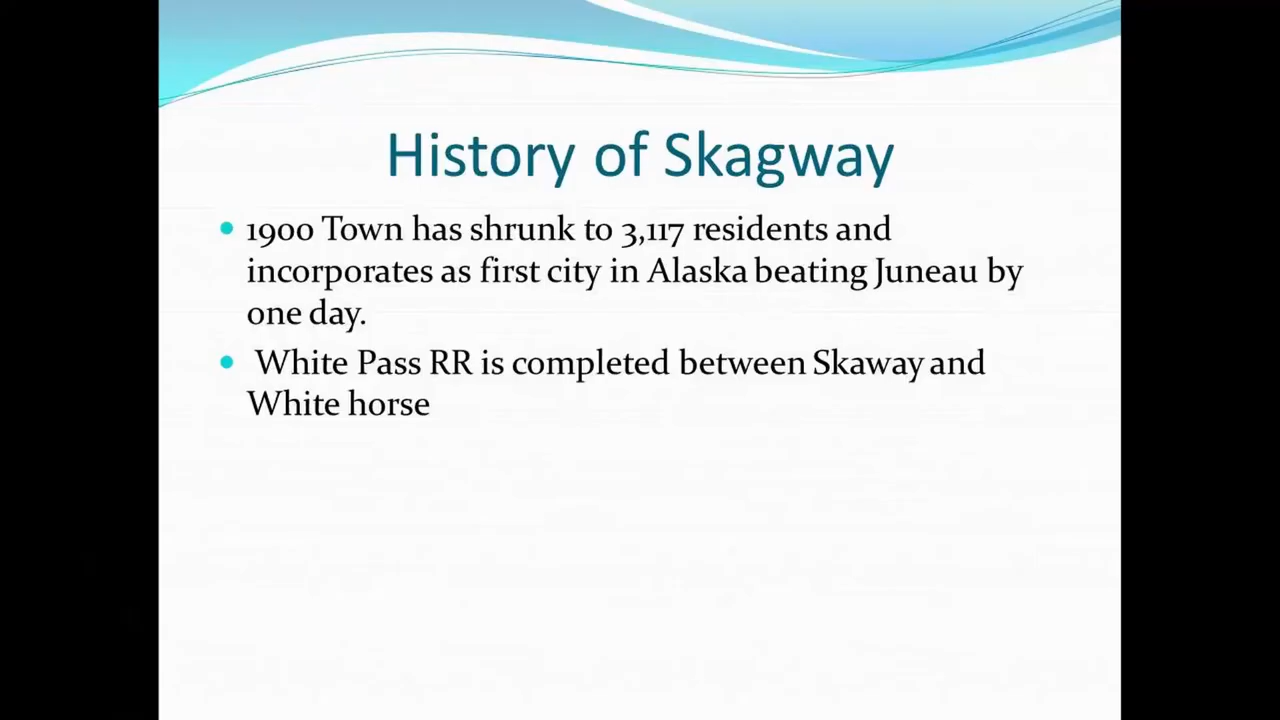 History of Skagway
1900 Town has shrunk to 3,117 residents and
incorporates as first city in Alaska beating Juneau by
one day.
White Pass RR is completed between Skaway and
White horse